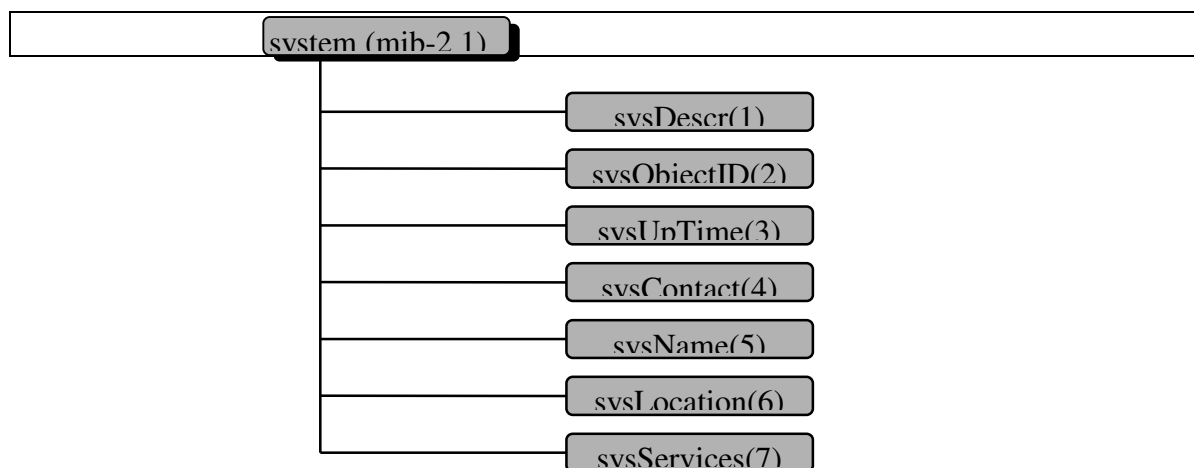 system (mib-2 1)
sysDescr(1)
sysObjectID(2)
sysUpTime(3)
sysContact(4)
sysName(5)
sysLocation(6)
sysServices(7)